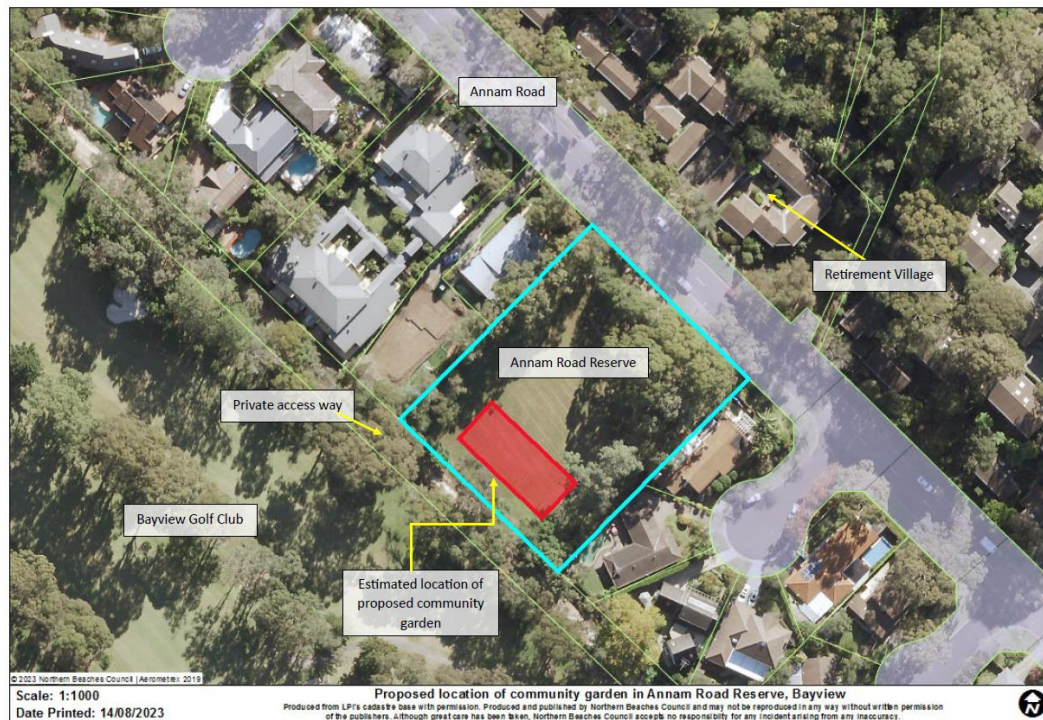 Annam Road
Retirement Village
Annam Road Reserve
Private access way
Bayview Golf Club
Estimated location of
proposed community
garden
© 2023 Northern Beaches Council | Aerometrex 2019
Scale: 1:1000
Date Printed: 14/08/2023
Proposed location of community garden in Annam Road Reserve, Bayview
Produced from LPI's cadastre base with permission. Produced and published by Northern Beaches Council and may not be reproduced in any way without written permission
of the publishers. Although great care has been taken, Northern Beaches Council accepts no responsibility for any incident arising from any inaccuracy.
N